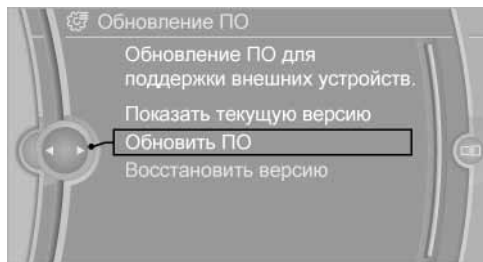 Обновление ПО
Обновление ПО для
поддержки внешних устройств.
Показать текущую версию
Обновить ПО
Восстановить версию